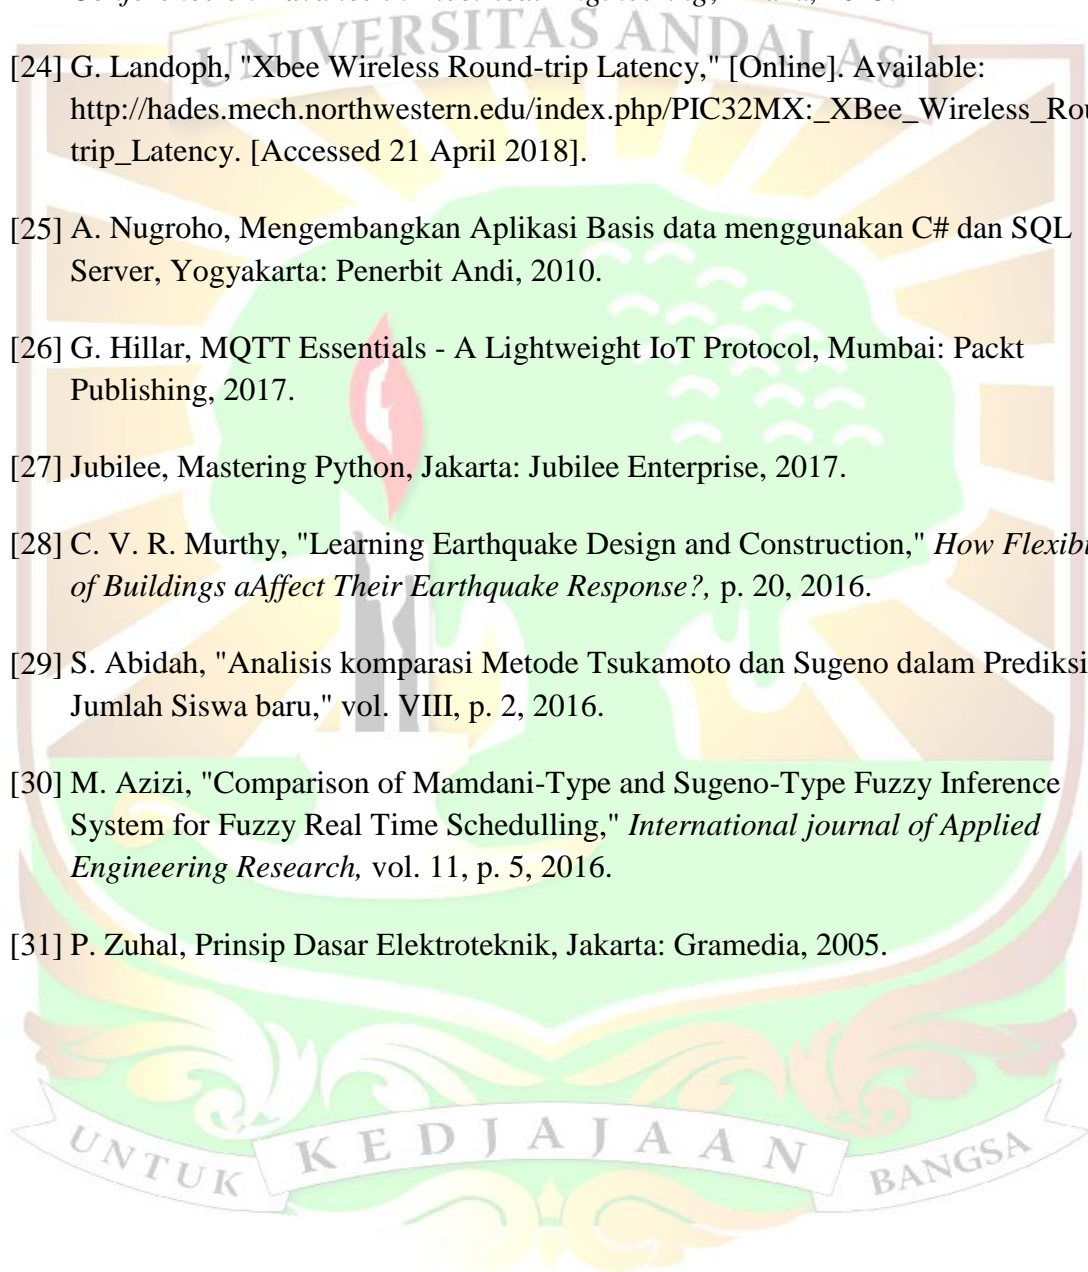 UNIVERSITAS ANDALAS
[24] G. Landoph, "Xbee Wireless Round-trip Latency," [Online]. Available:
http://hades.mech.northwestern.edu/index.php/PIC32MX:_XBee_Wireless_Rou
trip_Latency. [Accessed 21 April 2018].
[25] A. Nugroho, Mengembangkan Aplikasi Basis data menggunakan C# dan SQL
Server, Yogyakarta: Penerbit Andi, 2010.
[26] G. Hillar, MQTT Essentials - A Lightweight IoT Protocol, Mumbai: Packt
Publishing, 2017.
[27] Jubilee, Mastering Python, Jakarta: Jubilee Enterprise, 2017.
[28] C. V. R. Murthy, "Learning Earthquake Design and Construction," How Flexibi
of Buildings aAffect Their Earthquake Response?, p. 20, 2016.
[29] S. Abidah, "Analisis komparasi Metode Tsukamoto dan Sugeno dalam Prediksi
Jumlah Siswa baru," vol. VIII, p. 2, 2016.
[30] M. Azizi, "Comparison of Mamdani-Type and Sugeno-Type Fuzzy Inference
System for Fuzzy Real Time Schedulling," International journal of Applied
Engineering Research, vol. 11, p. 5, 2016.
[31] P. Zuhal, Prinsip Dasar Elektroteknik, Jakarta: Gramedia, 2005.
UNTUK KEDJAJAAN BANGSA